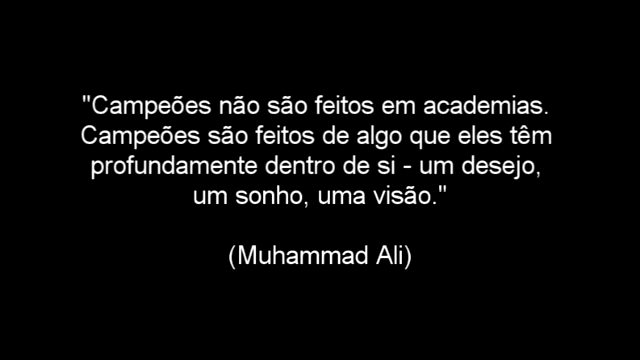 "Campeões não são feitos em academias.
Campeões são feitos de algo que eles têm
profundamente dentro de si - um desejo,
um sonho, uma visão."
(Muhammad Ali)